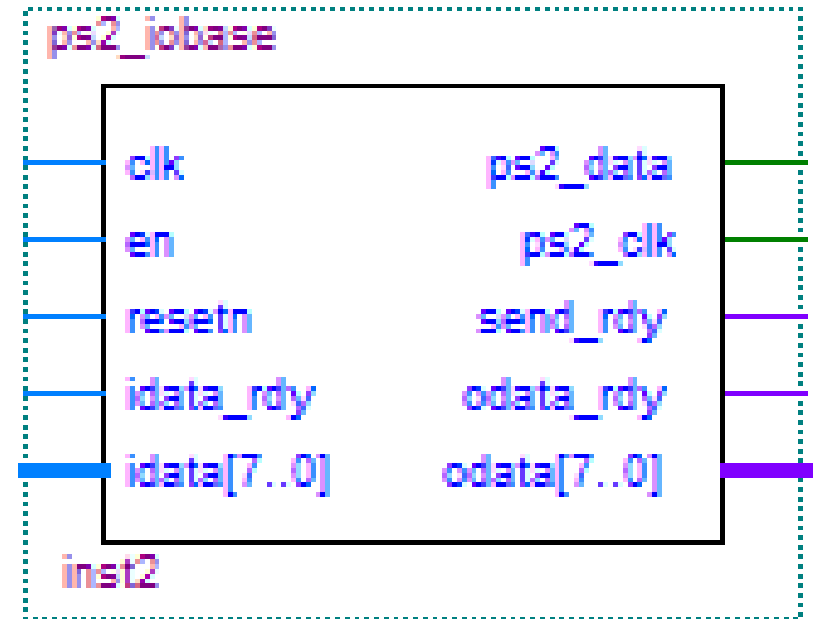 ps2_iobase
clk ps2_data
en ps2_clk
resetn send_rdy
idata_rdy odata_rdy
idata[7..0] odata[7..0]
inst2